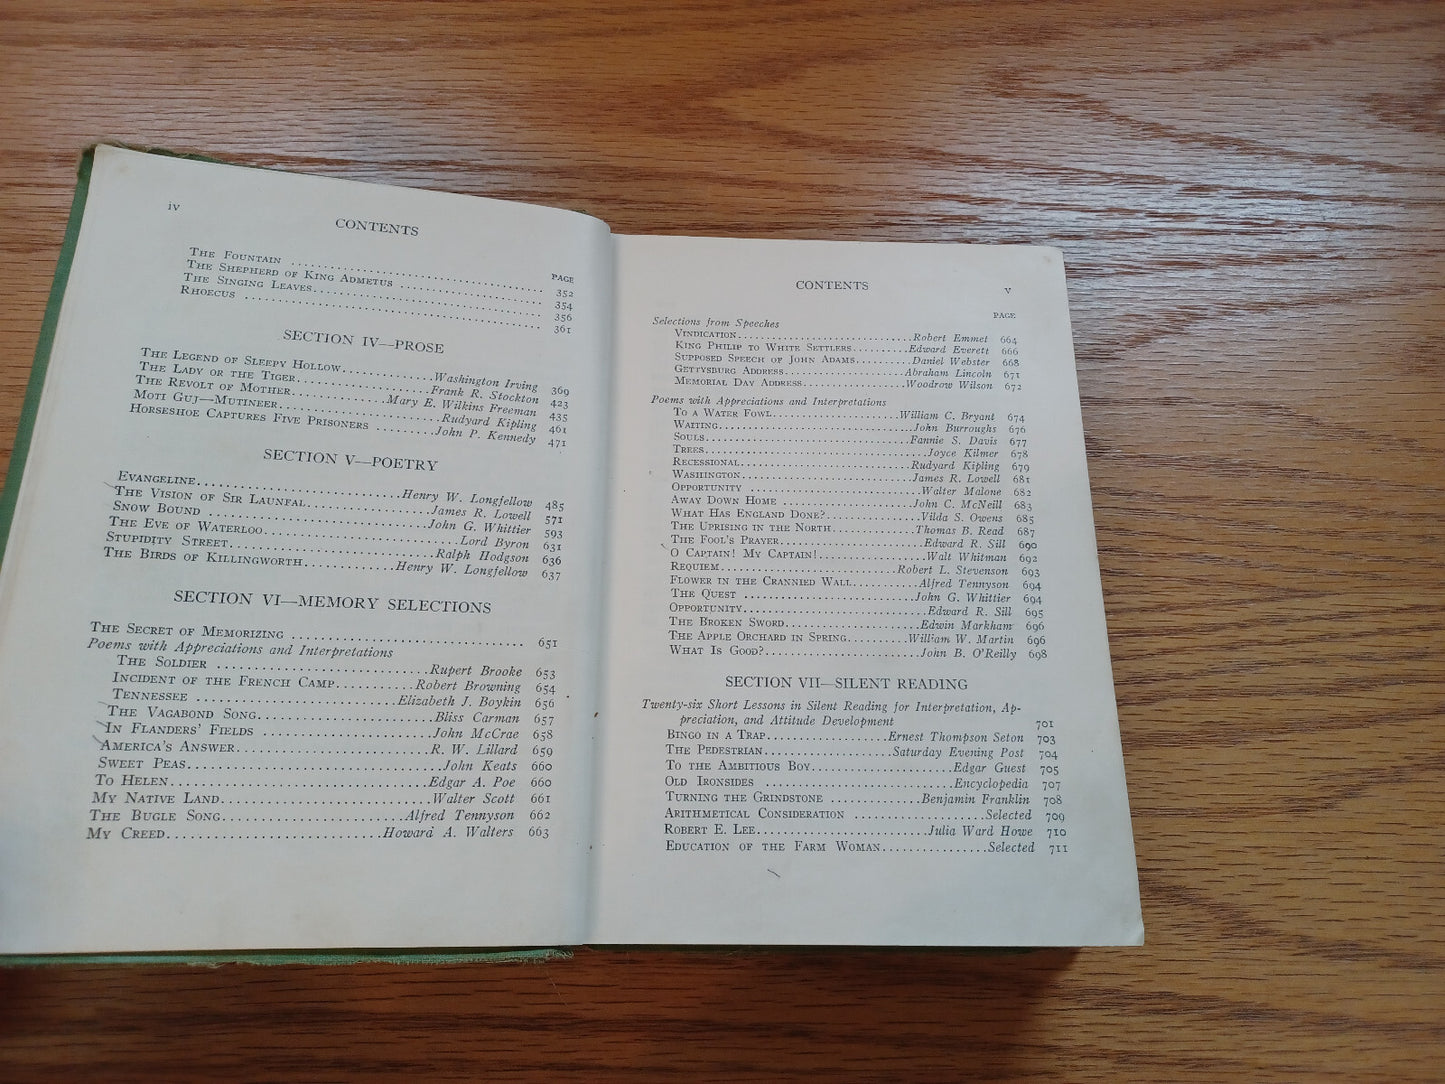 iv
CONTENTS
PAGE
THE FOUNTAIN ........ 352
THE SHEPHERD OF KING ADMETUS ........ 354
THE SINGING LEAVES ........ 356
RHOECUS ........ 361
SECTION IV—PROSE
THE LEGEND OF SLEEPY HOLLOW ........ Washington Irving 369
THE LADY OR THE TIGER ........ Frank R. Stockton 423
THE REVOLT OF MOTHER ........ Mary E. Wilkins Freeman 435
MOTI GUJ—MUTINEER ........ Rudyard Kipling 461
HORSESHOE CAPTURES FIVE PRISONERS ........ John P. Kennedy 471
SECTION V—POETRY
EVANGELINE ........ Henry W. Longfellow 485
THE VISION OF SIR LAUNFAL ........ James R. Lowell 571
SNOW BOUND ........ John G. Whittier 593
THE EVE OF WATERLOO ........ Lord Byron 631
STUPIDITY STREET ........ Ralph Hodgson 636
THE BIRDS OF KILLINGWORTH ........ Henry W. Longfellow 637
SECTION VI—MEMORY SELECTIONS
THE SECRET OF MEMORIZING ........ 651
Poems with Appreciations and Interpretations
THE SOLDIER ........ Rupert Brooke 653
INCIDENT OF THE FRENCH CAMP ........ Robert Browning 654
TENNESSEE ........ Elizabeth J. Boykin 656
THE VAGABOND SONG ........ Bliss Carman 657
IN FLANDERS' FIELDS ........ John McCrae 658
AMERICA'S ANSWER ........ R. W. Lillard 659
SWEET PEAS ........ John Keats 660
TO HELEN ........ Edgar A. Poe 660
MY NATIVE LAND ........ Walter Scott 661
THE BUGLE SONG ........ Alfred Tennyson 662
MY CREED ........ Howard A. Walters 663
CONTENTS
v
PAGE
Selections from Speeches
VINDICATION ........ Robert Emmet 664
KING PHILIP TO WHITE SETTLERS ........ Edward Everett 666
SUPPOSED SPEECH OF JOHN ADAMS ........ Daniel Webster 668
GETTYSBURG ADDRESS ........ Abraham Lincoln 671
MEMORIAL DAY ADDRESS ........ Woodrow Wilson 672
Poems with Appreciations and Interpretations
TO A WATER FOWL ........ William C. Bryant 674
WAITING ........ John Burroughs 676
SOULS ........ Fannie S. Davis 677
TREES ........ Joyce Kilmer 678
RECESSIONAL ........ Rudyard Kipling 679
WASHINGTON ........ James R. Lowell 681
OPPORTUNITY ........ Walter Malone 682
AWAY DOWN HOME ........ John C. McNeill 683
WHAT HAS ENGLAND DONE? ........ Vilda S. Owens 685
THE UPRISING IN THE NORTH ........ Thomas B. Read 687
THE FOOL'S PRAYER ........ Edward R. Sill 690
O CAPTAIN! MY CAPTAIN! ........ Walt Whitman 692
REQUIEM ........ Robert L. Stevenson 693
FLOWER IN THE CRANNIED WALL ........ Alfred Tennyson 694
THE QUEST ........ John G. Whittier 694
OPPORTUNITY ........ Edward R. Sill 695
THE BROKEN SWORD ........ Edwin Markham 696
THE APPLE ORCHARD IN SPRING ........ William W. Martin 696
WHAT IS GOOD? ........ John B. O'Reilly 698
SECTION VII—SILENT READING
Twenty-six Short Lessons in Silent Reading for Interpretation, Ap-
preciation, and Attitude Development 701
BINGO IN A TRAP ........ Ernest Thompson Seton 703
THE PEDESTRIAN ........ Saturday Evening Post 704
TO THE AMBITIOUS BOY ........ Edgar Guest 705
OLD IRONSIDES ........ Encyclopedia 707
TURNING THE GRINDSTONE ........ Benjamin Franklin 708
ARITHMETICAL CONSIDERATION ........ Selected 709
ROBERT E. LEE ........ Julia Ward Howe 710
EDUCATION OF THE FARM WOMAN ........ Selected 711